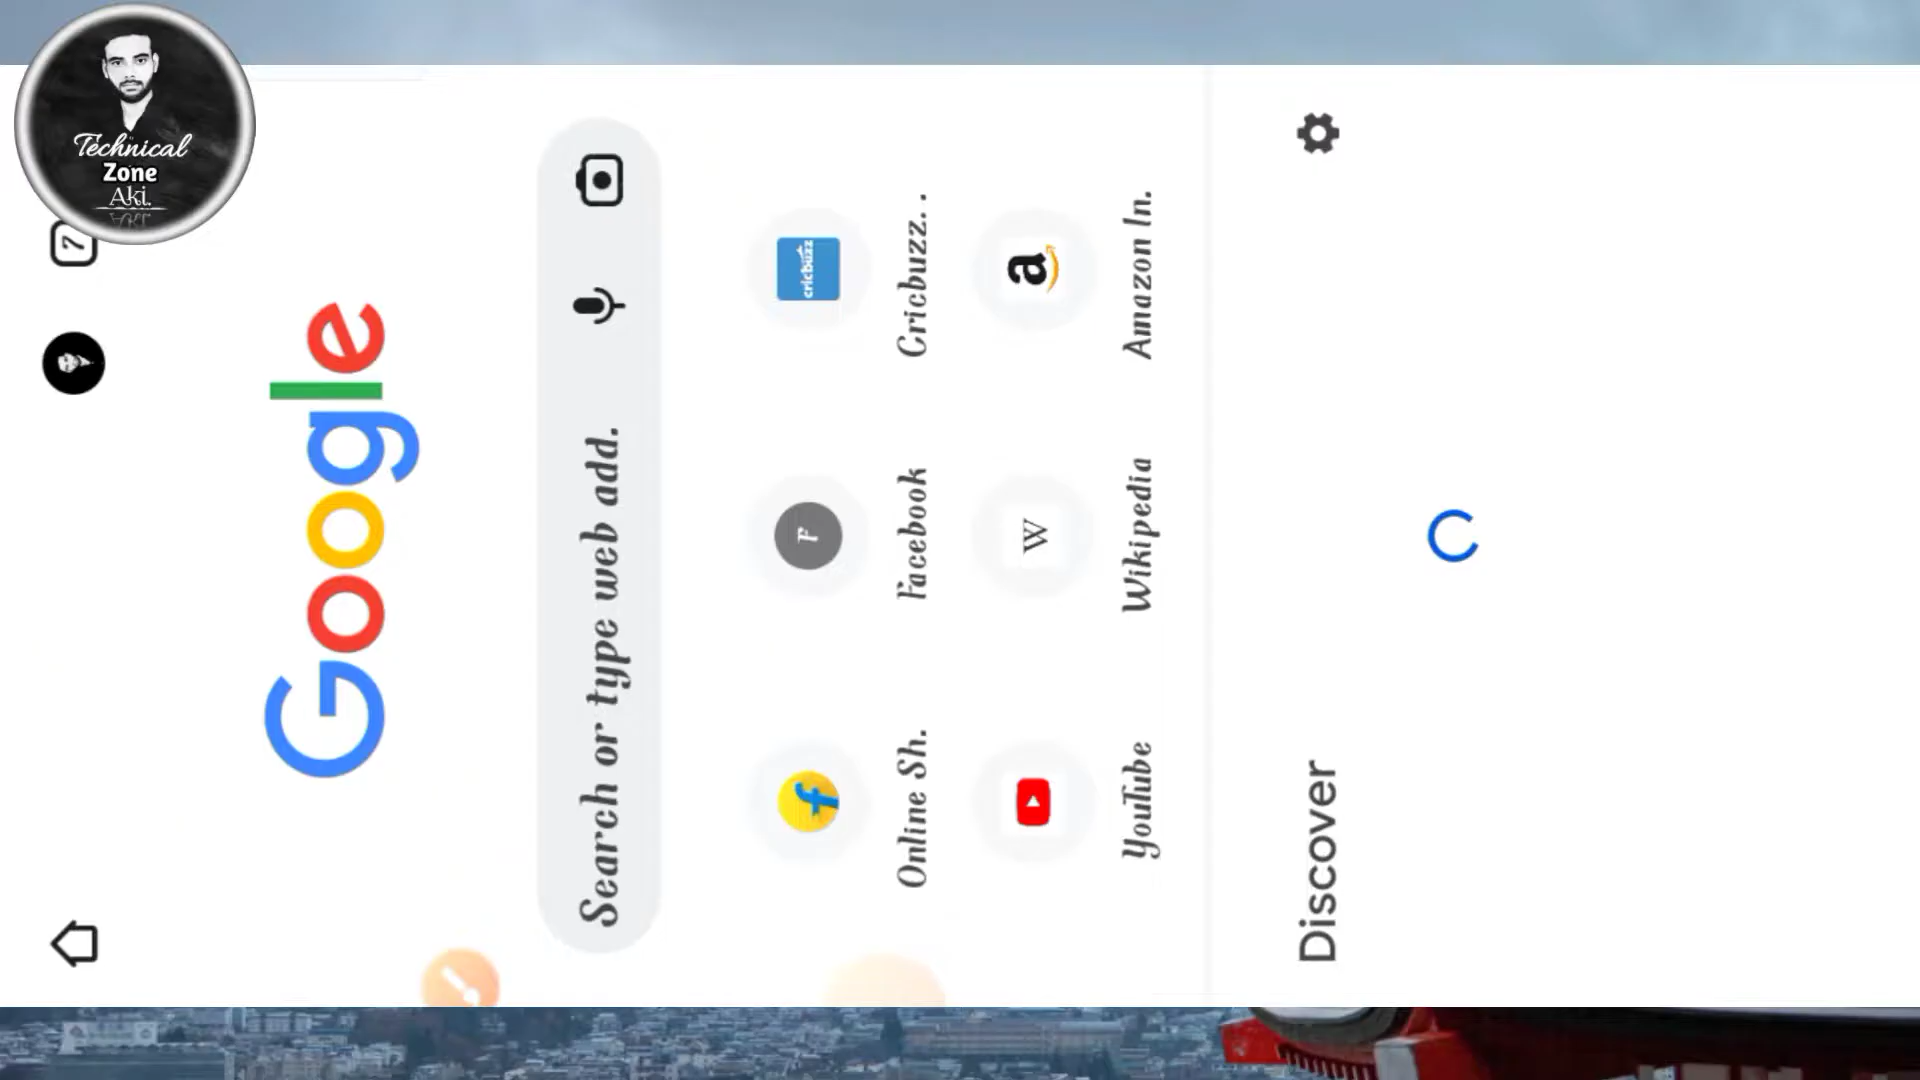 Technical
Zone
Aki.
7
Google
Search or type web add.
f
Online Sh.
F
Facebook
cricbuzz
Cricbuzz. .
YouTube
W
Wikipedia
a
Amazon In.
Discover